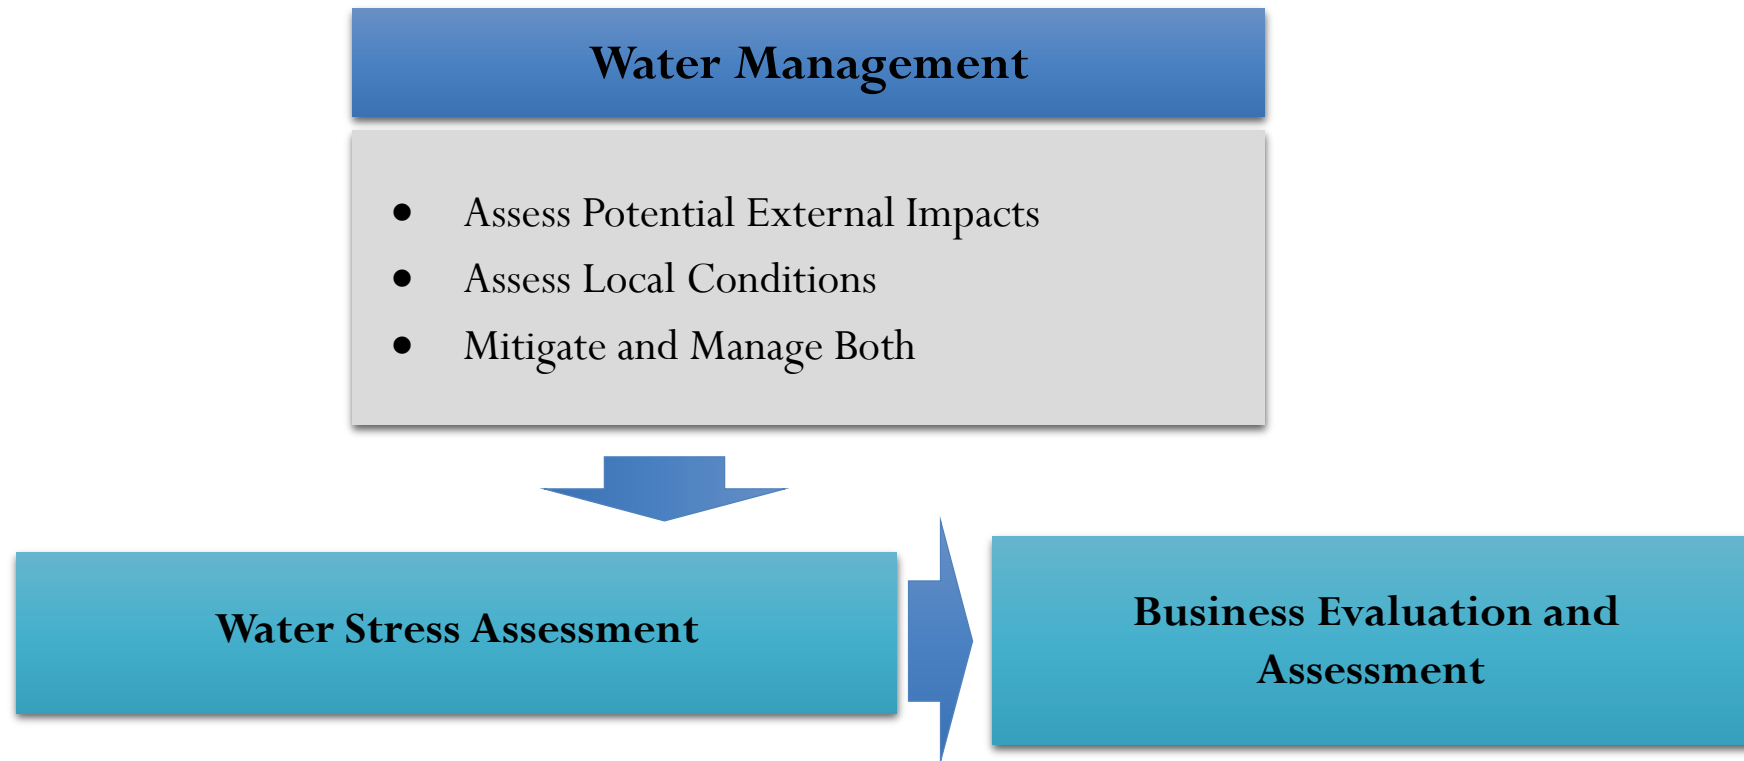 Water Management
• Assess Potential External Impacts
• Assess Local Conditions
• Mitigate and Manage Both
Water Stress Assessment
Business Evaluation and
Assessment